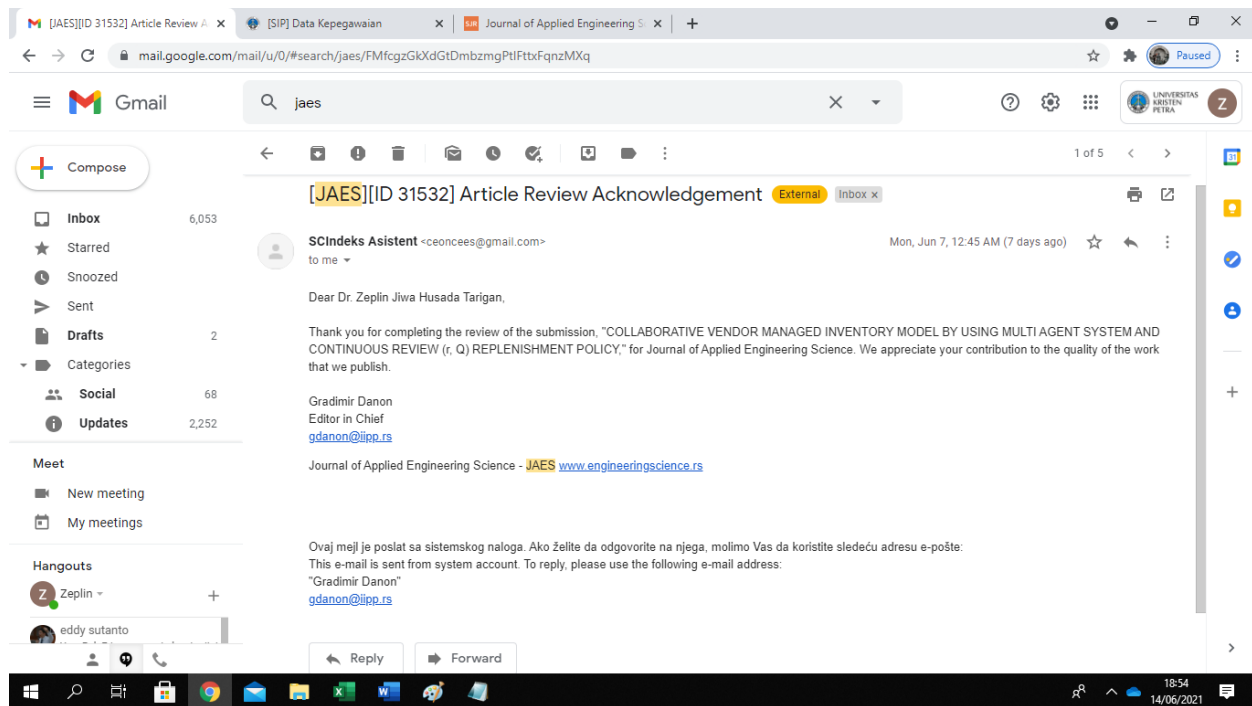 [JAES][ID 31532] Article Review A
[SIP] Data Kepegawaian
SJR Journal of Applied Engineering S
mail.google.com/mail/u/0/#search/jaes/FMfcgzGkXdGtDmbzmgPtIFttxFqnzMXq
Paused
Gmail
jaes
UNIVERSITAS
KRISTEN
PETRA
Z
Compose
1 of 5
31
[JAES][ID 31532] Article Review Acknowledgement External Inbox x
Inbox 6,053
Starred
Snoozed
Sent
Drafts 2
Categories
Social 68
Updates 2,252
SCIndeks Asistent <ceoncees@gmail.com> Mon, Jun 7, 12:45 AM (7 days ago)
to me
Dear Dr. Zeplin Jiwa Husada Tarigan,
Thank you for completing the review of the submission, "COLLABORATIVE VENDOR MANAGED INVENTORY MODEL BY USING MULTI AGENT SYSTEM AND
CONTINUOUS REVIEW (r, Q) REPLENISHMENT POLICY," for Journal of Applied Engineering Science. We appreciate your contribution to the quality of the work
that we publish.
Gradimir Danon
Editor in Chief
gdanon@iipp.rs
Journal of Applied Engineering Science - JAES www.engineeringscience.rs
Meet
New meeting
My meetings
Hangouts
Z Zeplin
eddy sutanto
Ovaj mejl je poslat sa sistemskog naloga. Ako želite da odgovorite na njega, molimo Vas da koristite sledeću adresu e-pošte:
This e-mail is sent from system account. To reply, please use the following e-mail address:
"Gradimir Danon"
gdanon@iipp.rs
Reply Forward
18:54
14/06/2021